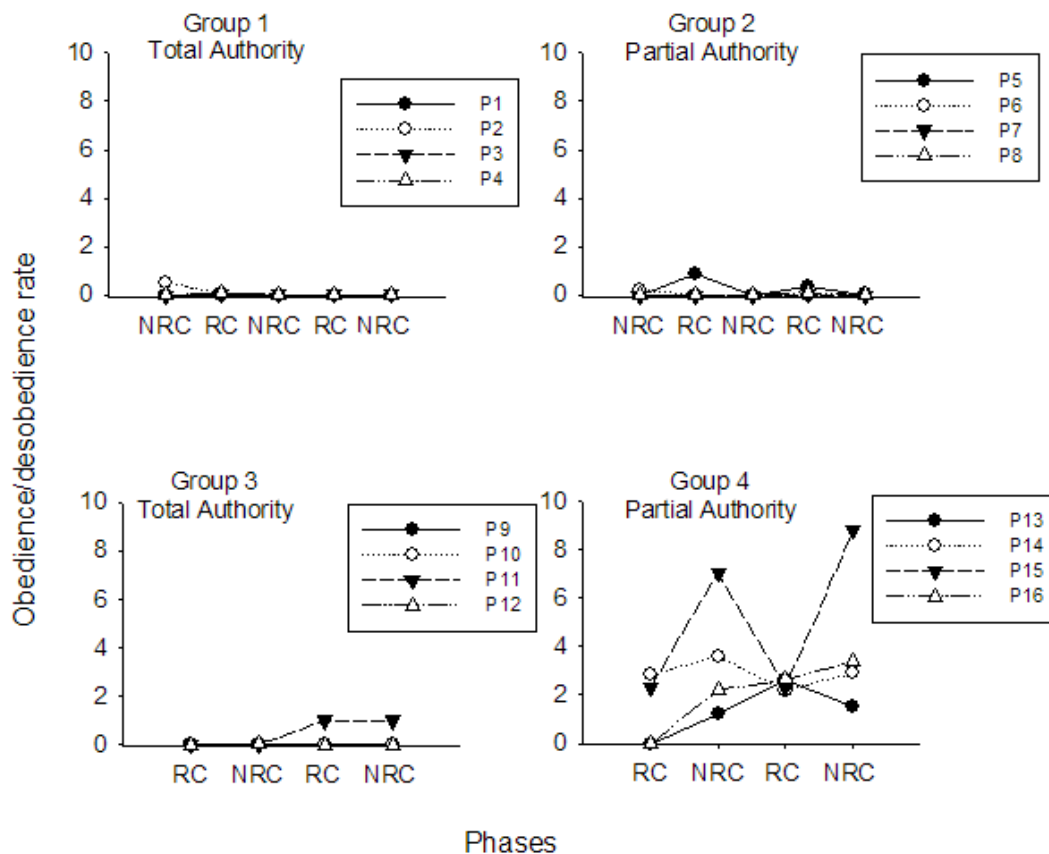 Group 1
Total Authority
10
8
6
4
2
0
P1
P2
P3
P4
NRC RC NRC RC NRC
Group 2
Partial Authority
10
8
6
4
2
0
P5
P6
P7
P8
NRC RC NRC RC NRC
Obedience/desobedience rate
Group 3
Total Authority
10
8
6
4
2
0
P9
P10
P11
P12
RC NRC RC NRC
Goup 4
Partial Authority
10
8
6
4
2
0
P13
P14
P15
P16
RC NRC RC NRC
Phases